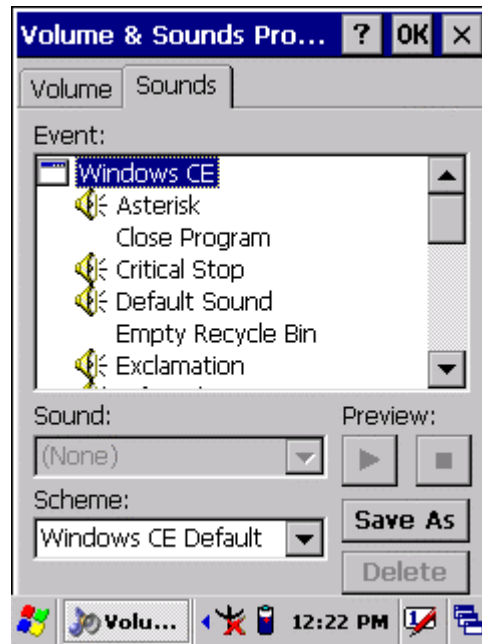 Volume & Sounds Pro... ? OK ×
Volume Sounds
Event:
Windows CE
Asterisk
Close Program
Critical Stop
Default Sound
Empty Recycle Bin
Exclamation
Sound: Preview:
(None)
Scheme:
Windows CE Default
Save As
Delete
Volu... 12:22 PM